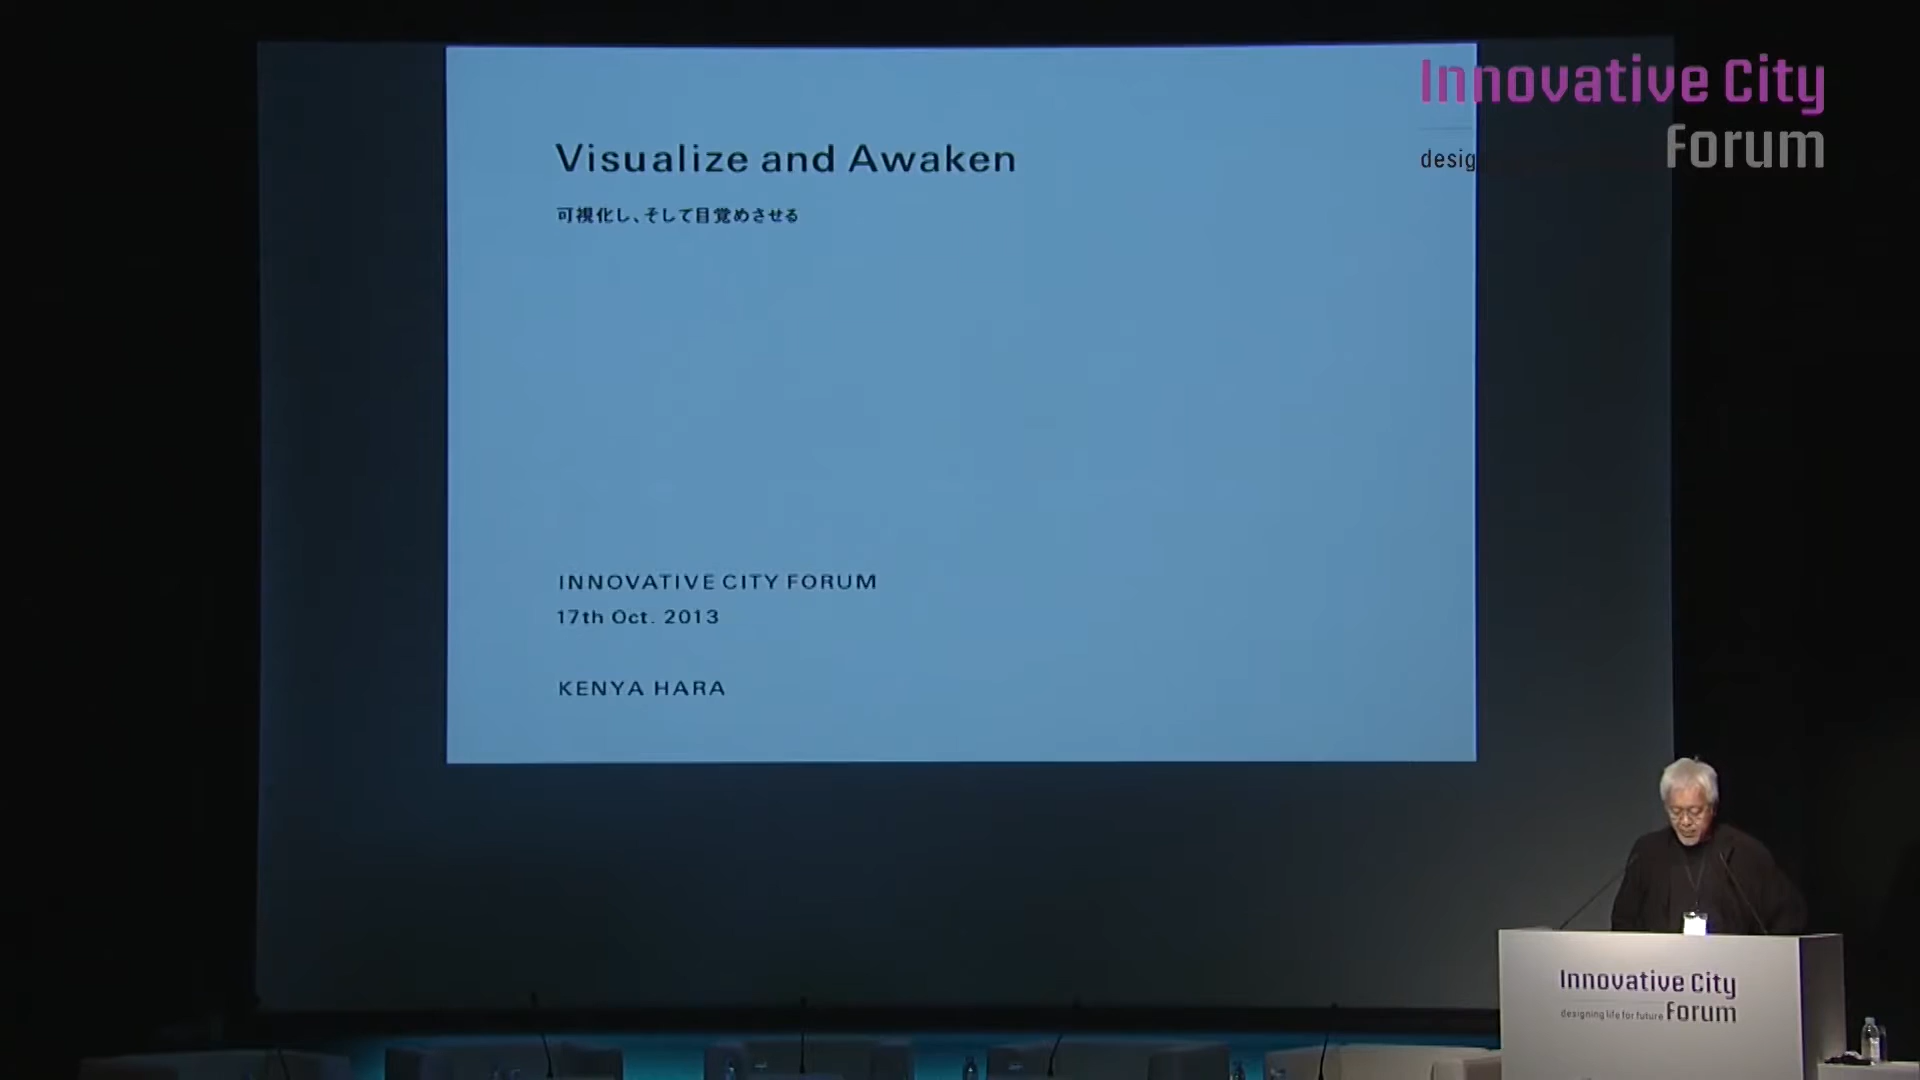 Visualize and Awaken
可視化し、そして目覚めさせる
INNOVATIVE CITY FORUM
17th Oct. 2013
KENYA HARA
Innovative City
Forum
Innovative City
designing life for future Forum